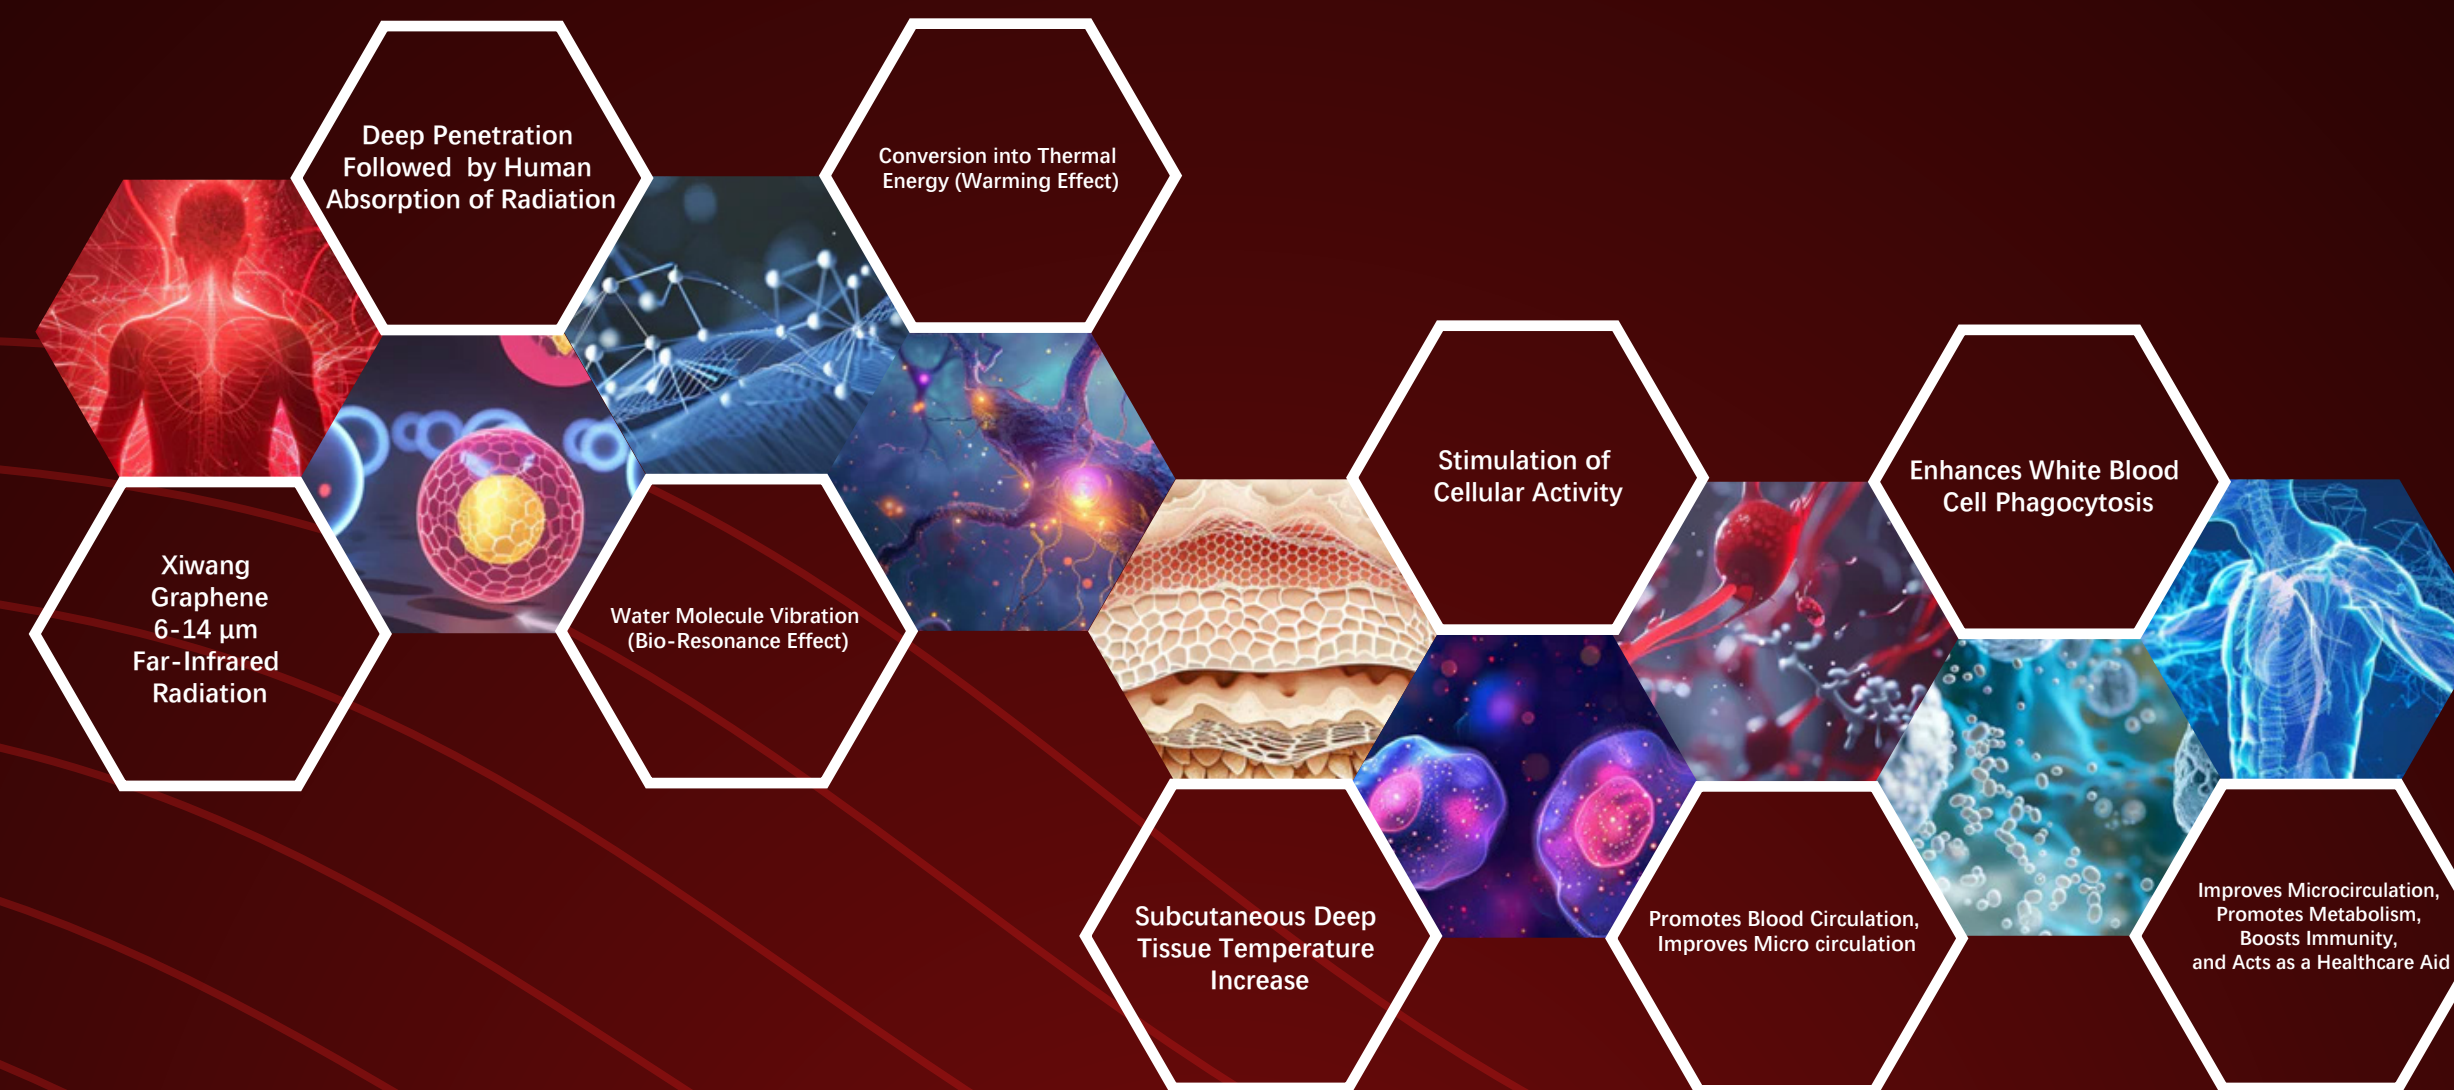 Xiwang
Graphene
6-14 μm
Far-Infrared
Radiation
Deep Penetration
Followed by Human
Absorption of Radiation
Water Molecule Vibration
(Bio-Resonance Effect)
Conversion into Thermal
Energy (Warming Effect)
Subcutaneous Deep
Tissue Temperature
Increase
Stimulation of
Cellular Activity
Promotes Blood Circulation,
Improves Micro circulation
Enhances White Blood
Cell Phagocytosis
Improves Microcirculation,
Promotes Metabolism,
Boosts Immunity,
and Acts as a Healthcare Aid